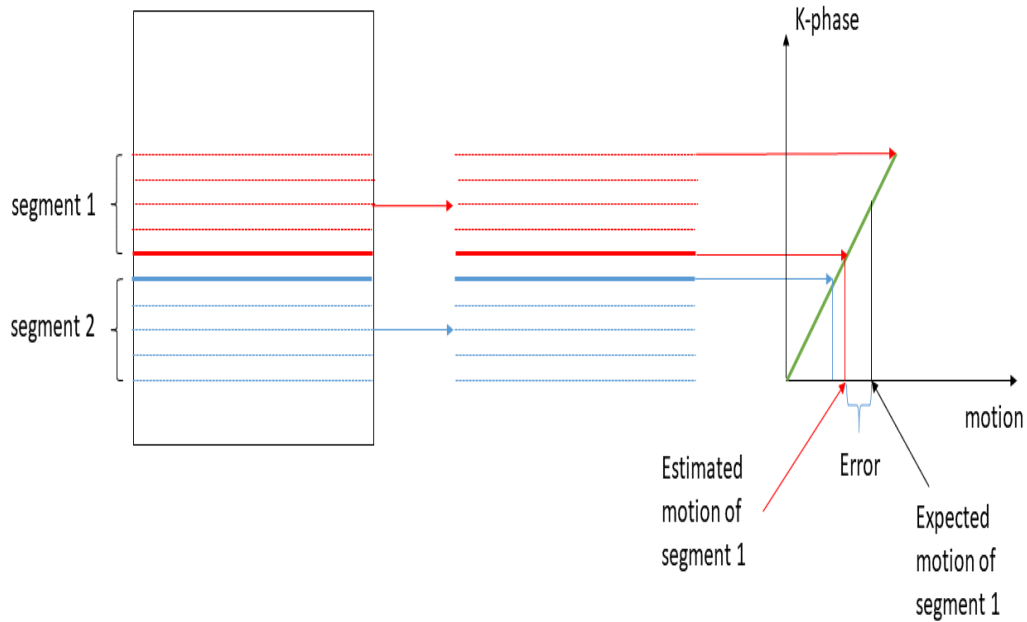 K-phase
segment 1
segment 2
motion
Estimated
motion of
segment 1
Error
Expected
motion of
segment 1